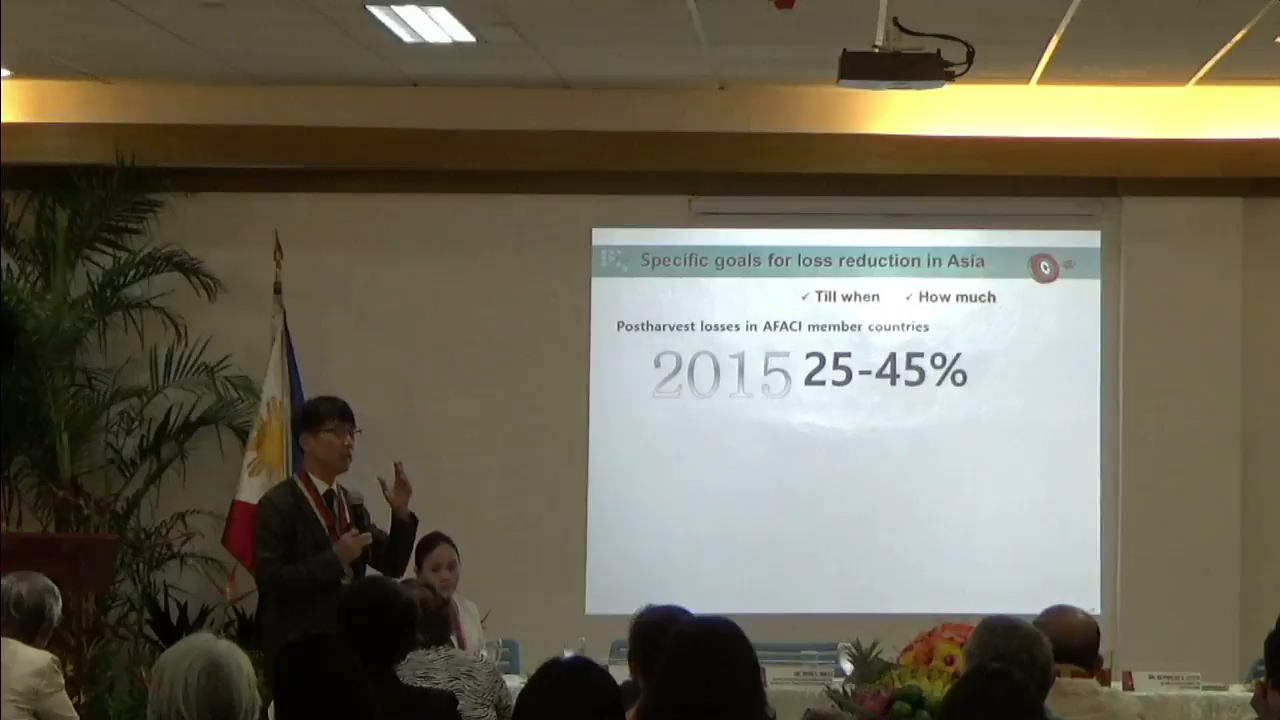 Specific goals for loss reduction in Asia
✓ Till when ✓ How much
Postharvest losses in AFACI member countries
2015 25-45%